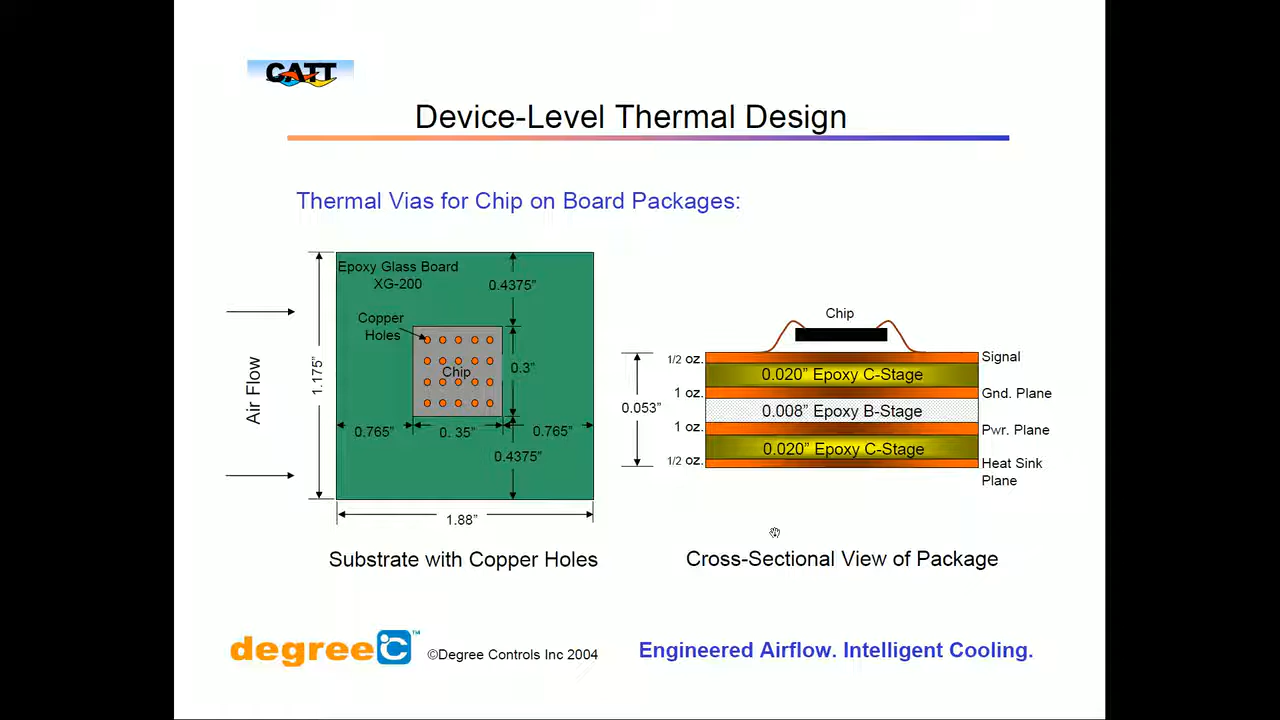 CATT
Device-Level Thermal Design
Thermal Vias for Chip on Board Packages:
Epoxy Glass Board
XG-200
0.4375”
Copper
Holes
Chip
0.3”
Air Flow
1.175”
0.765”
0. 35”
0.765”
0.4375”
1.88”
Substrate with Copper Holes
Chip
1/2 oz.
Signal
0.020” Epoxy C-Stage
1 oz.
Gnd. Plane
0.053”
0.008” Epoxy B-Stage
1 oz.
Pwr. Plane
0.020” Epoxy C-Stage
1/2 oz.
Heat Sink
Plane
Cross-Sectional View of Package
degree°C™
©Degree Controls Inc 2004
Engineered Airflow. Intelligent Cooling.